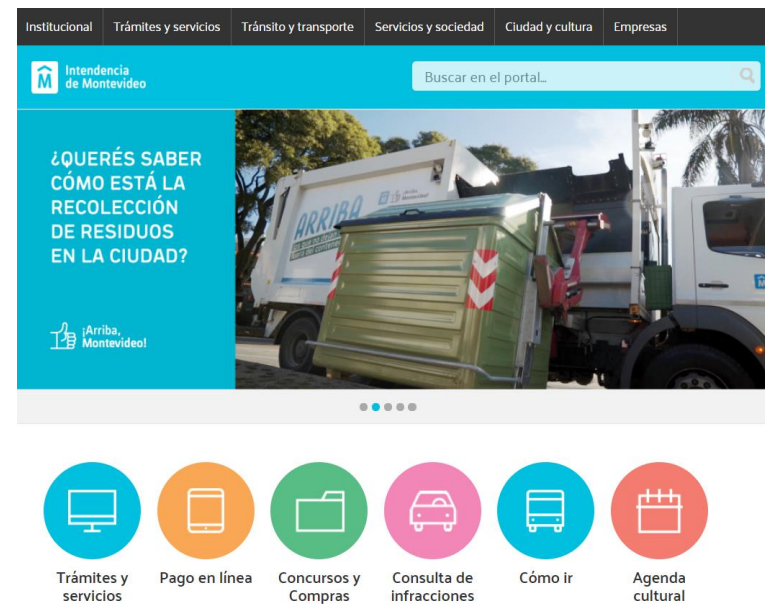 Institucional Trámites y servicios Tránsito y transporte Servicios y sociedad Ciudad y cultura Empresas
Intendencia
de Montevideo
Buscar en el portal...
¿QUERÉS SABER
CÓMO ESTÁ LA
RECOLECCIÓN
DE RESIDUOS
EN LA CIUDAD?
¡Arriba,
Montevideo!
ARRIBA
Trámites y
servicios
Pago en línea
Concursos y
Compras
Consulta de
infracciones
Cómo ir
Agenda
cultural